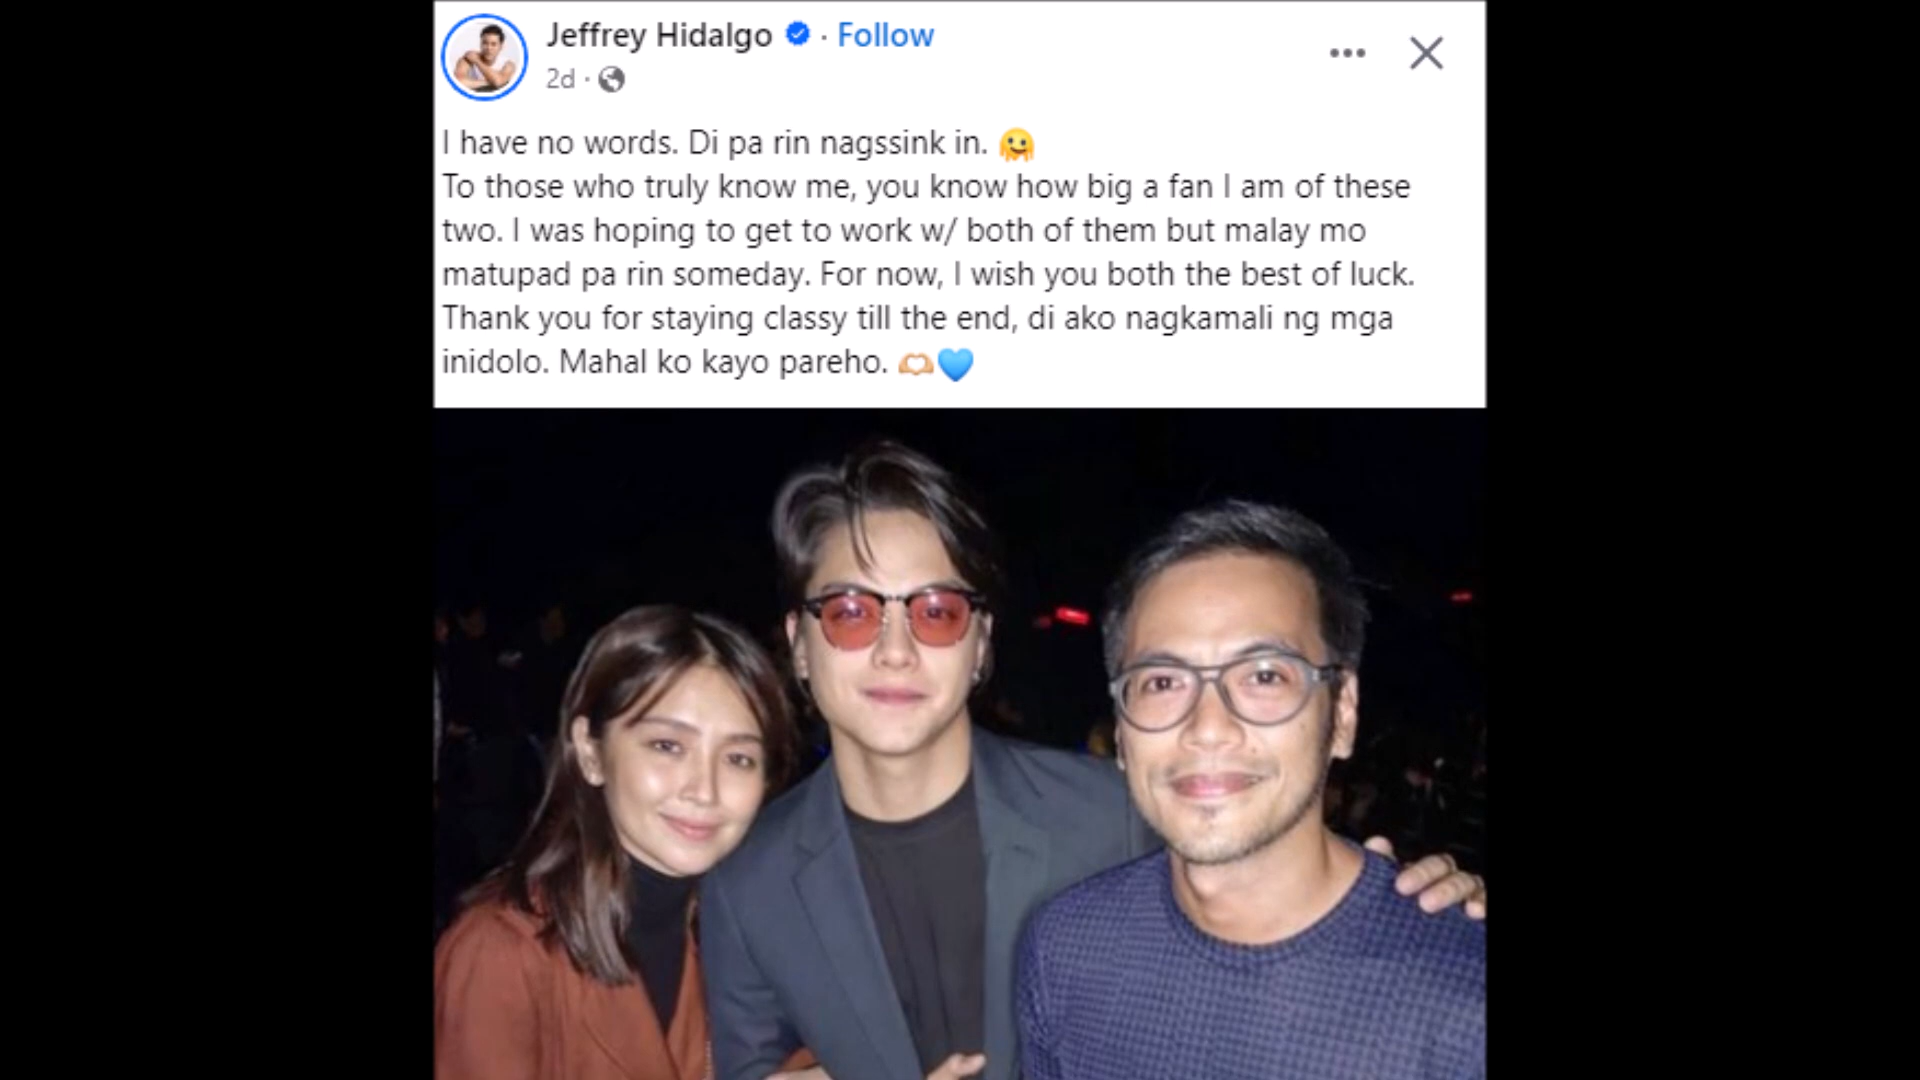 Jeffrey Hidalgo · Follow
2d ·
I have no words. Di pa rin nagssink in. 🫠
To those who truly know me, you know how big a fan I am of these
two. I was hoping to get to work w/ both of them but malay mo
matupad pa rin someday. For now, I wish you both the best of luck.
Thank you for staying classy till the end, di ako nagkamali ng mga
inidolo. Mahal ko kayo pareho. 🫶🏼💙